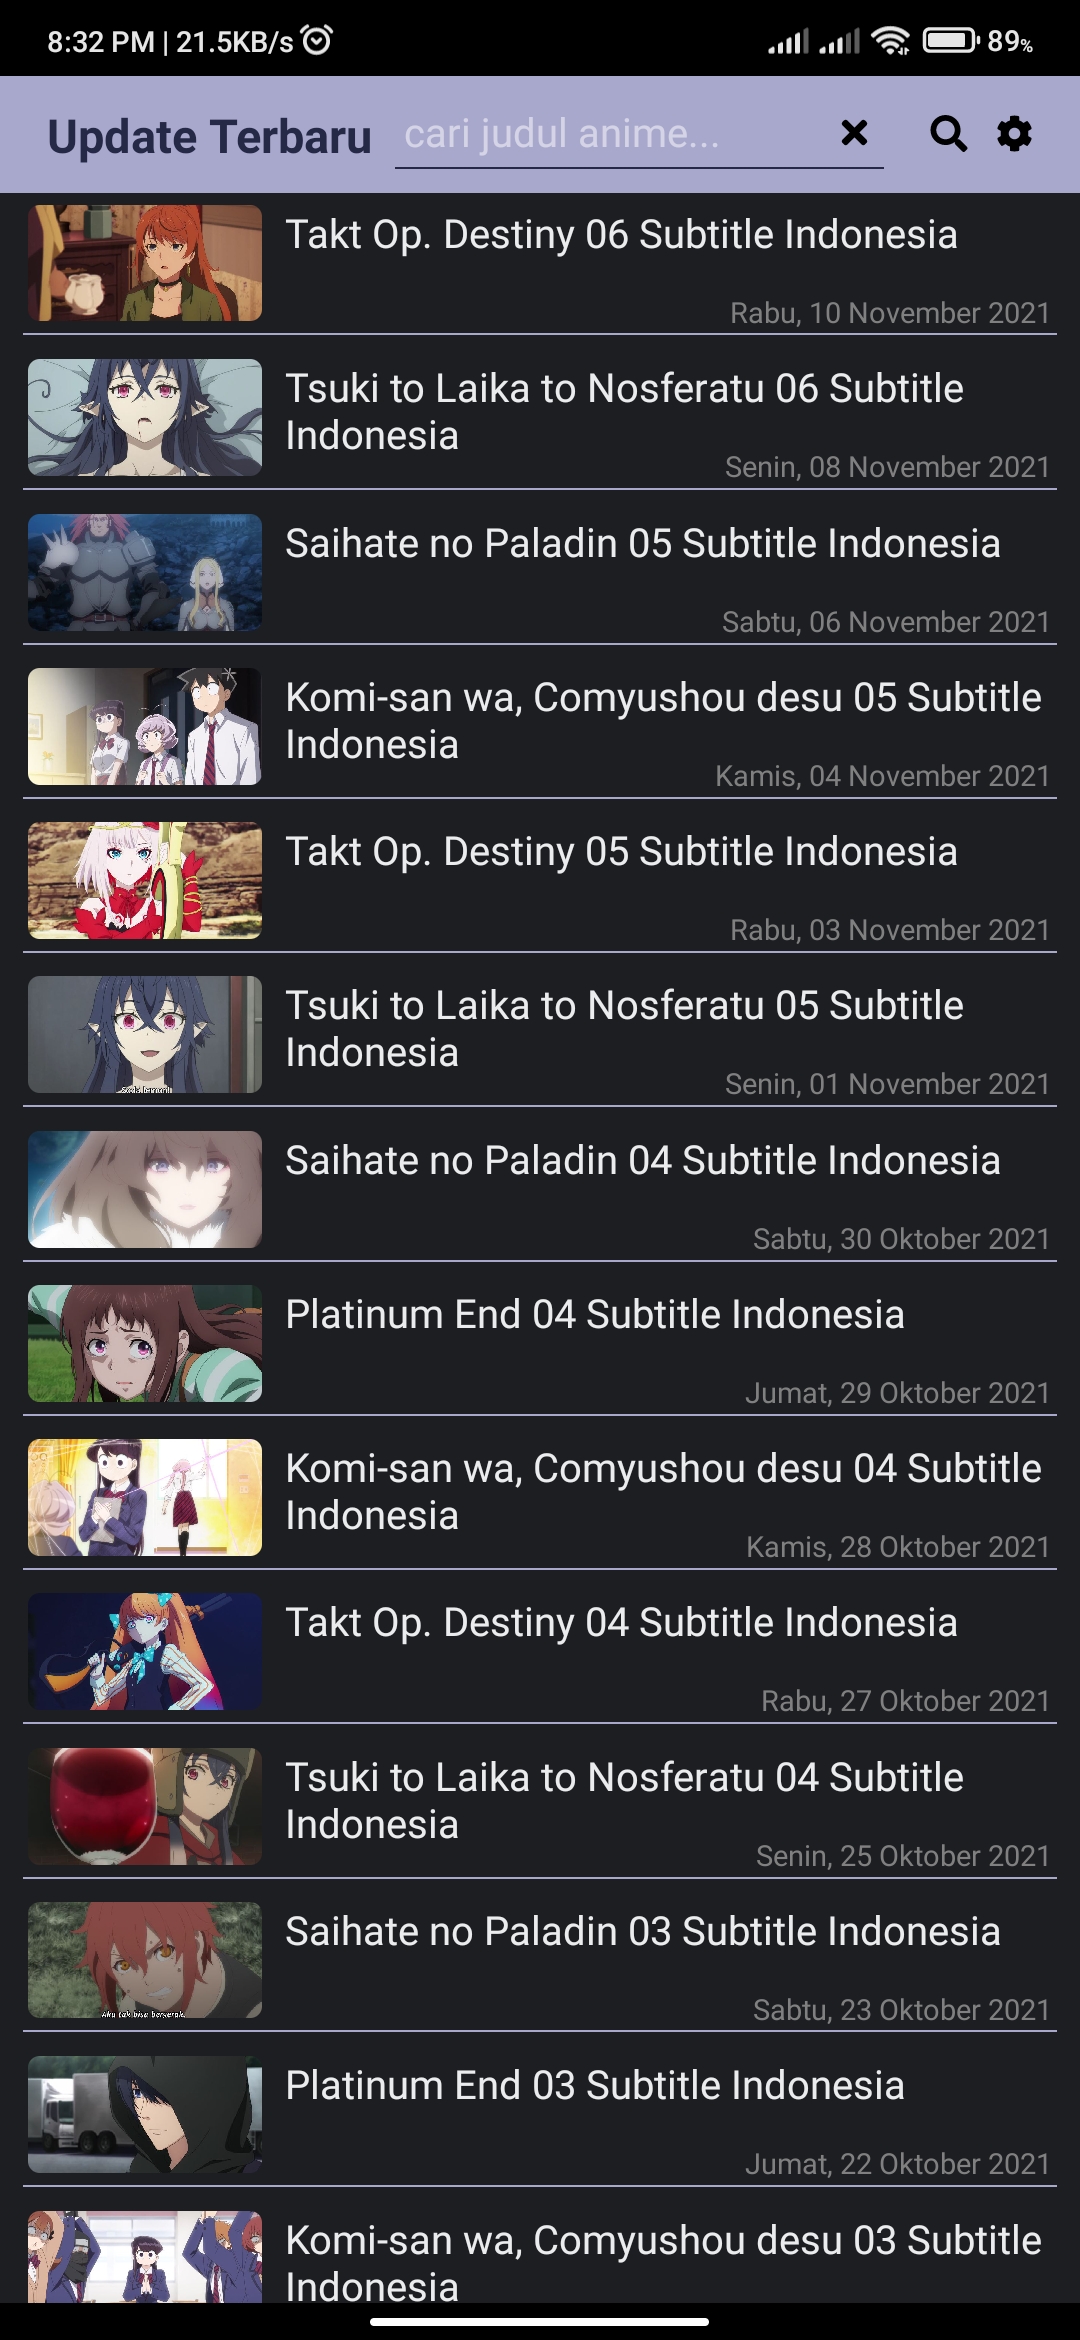 8:32 PM | 21.5KB/s 89%
Update Terbaru cari judul anime...
Takt Op. Destiny 06 Subtitle Indonesia
Rabu, 10 November 2021
Tsuki to Laika to Nosferatu 06 Subtitle
Indonesia
Senin, 08 November 2021
Saihate no Paladin 05 Subtitle Indonesia
Sabtu, 06 November 2021
Komi-san wa, Comyushou desu 05 Subtitle
Indonesia
Kamis, 04 November 2021
Takt Op. Destiny 05 Subtitle Indonesia
Rabu, 03 November 2021
Tsuki to Laika to Nosferatu 05 Subtitle
Indonesia
Senin, 01 November 2021
Saihate no Paladin 04 Subtitle Indonesia
Sabtu, 30 Oktober 2021
Platinum End 04 Subtitle Indonesia
Jumat, 29 Oktober 2021
Komi-san wa, Comyushou desu 04 Subtitle
Indonesia
Kamis, 28 Oktober 2021
Takt Op. Destiny 04 Subtitle Indonesia
Rabu, 27 Oktober 2021
Tsuki to Laika to Nosferatu 04 Subtitle
Indonesia
Senin, 25 Oktober 2021
Saihate no Paladin 03 Subtitle Indonesia
Aku tak bisa bergerak.
Sabtu, 23 Oktober 2021
Platinum End 03 Subtitle Indonesia
Jumat, 22 Oktober 2021
Komi-san wa, Comyushou desu 03 Subtitle
Indonesia